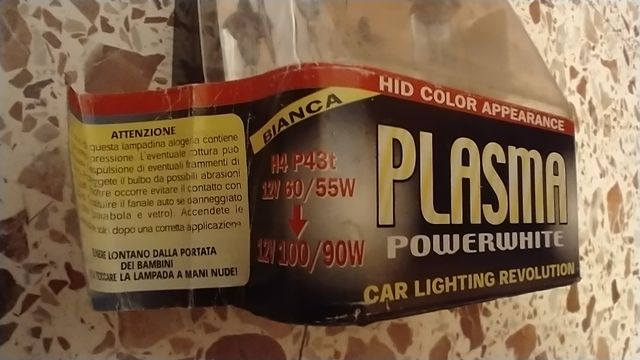 ATTENZIONE
questa lampadina alogena contiene
pressione. L'eventuale rottura può
espulsione di eventuali frammenti di
il bulbo da possibili abrasioni
occorre evitare il contatto con
il fanale auto se danneggiato
e vetro). Accendete le
dopo una corretta applicazione
LONTANO DALLA PORTATA
DEI BAMBINI
TOCCARE LA LAMPADA A MANI NUDE!
BIANCA
HID COLOR APPEARANCE
H4 P43t
12V 60/55W
12V 100/90W
PLASMA
POWERWHITE
CAR LIGHTING REVOLUTION